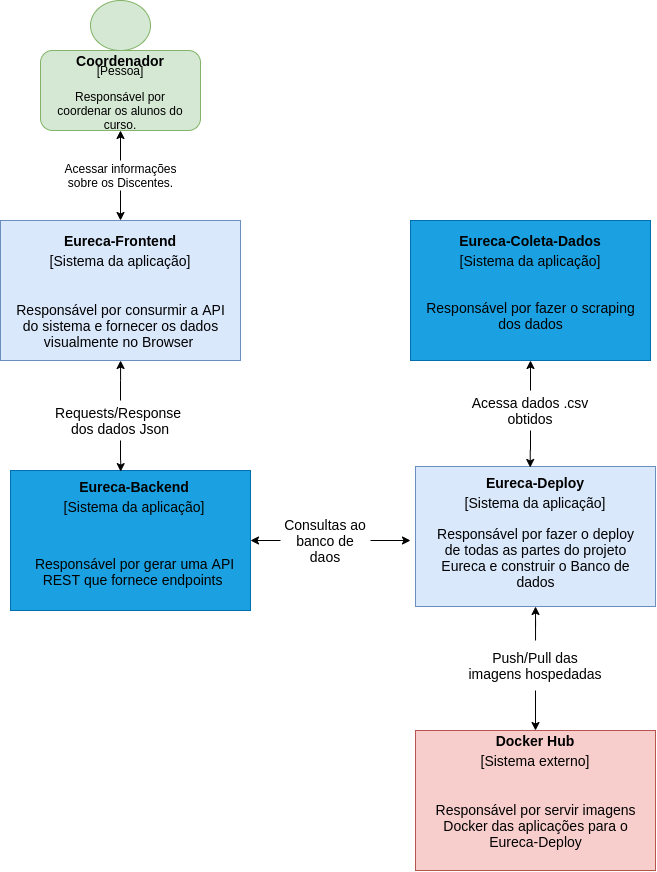 Coordenador
[Pessoa]
Responsável por
coordenar os alunos do
curso.
Acessar informações
sobre os Discentes.
Eureca-Frontend
[Sistema da aplicação]
Responsável por consurmir a API
do sistema e fornecer os dados
visualmente no Browser
Requests/Response
dos dados Json
Eureca-Backend
[Sistema da aplicação]
Responsável por gerar uma API
REST que fornece endpoints
Consultas ao
banco de
daos
Eureca-Coleta-Dados
[Sistema da aplicação]
Responsável por fazer o scraping
dos dados
Acessa dados .csv
obtidos
Eureca-Deploy
[Sistema da aplicação]
Responsável por fazer o deploy
de todas as partes do projeto
Eureca e construir o Banco de
dados
Push/Pull das
imagens hospedadas
Docker Hub
[Sistema externo]
Responsável por servir imagens
Docker das aplicações para o
Eureca-Deploy